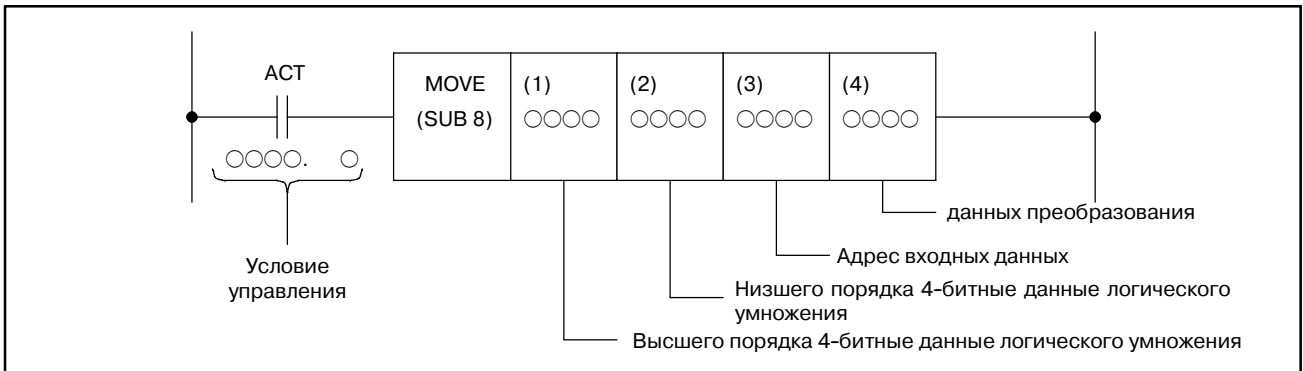 ACT
MOVE
(SUB 8)
(1)
○○○○
(2)
○○○○
(3)
○○○○
(4)
○○○○
○○○○. ○
Условие
управления
данных преобразования
Адрес входных данных
Низшего порядка 4-битные данные логического
умножения
Высшего порядка 4-битные данные логического умножения